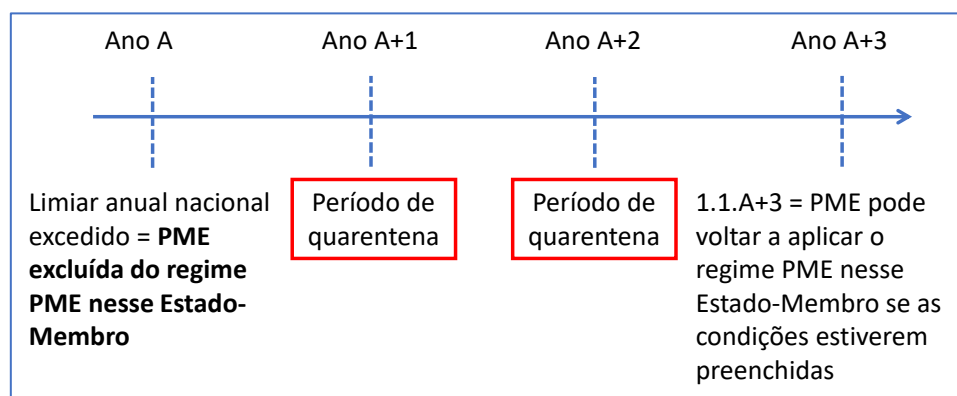 Ano A
Ano A+1
Ano A+2
Ano A+3
Limiar anual nacional
excedido = PME
excluída do regime
PME nesse Estado-
Membro
Período de
quarentena
Período de
quarentena
1.1.A+3 = PME pode
voltar a aplicar o
regime PME nesse
Estado-Membro se as
condições estiverem
preenchidas